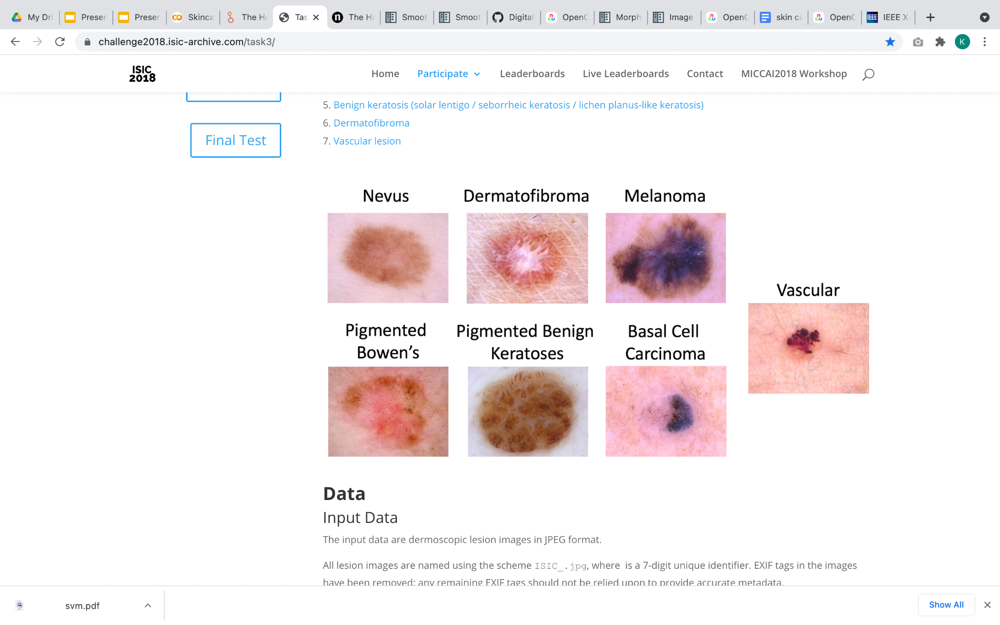 My Dri
Presen
Presen
Skinca
The HA
Tas
The HA
Smoot
Smoot
Digital
OpenC
Morph
Image
OpenC
skin ca
OpenC
IEEE
IEEE X
challenge2018.isic-archive.com/task3/
K
ISIC
2018
Home
Participate
Leaderboards
Live Leaderboards
Contact
MICCAI2018 Workshop
5. Benign keratosis (solar lentigo / seborrheic keratosis / lichen planus-like keratosis)
6. Dermatofibroma
7. Vascular lesion
Final Test
Nevus
Dermatofibroma
Melanoma
Vascular
Pigmented
Bowen’s
Pigmented Benign
Keratoses
Basal Cell
Carcinoma
Data
Input Data
The input data are dermoscopic lesion images in JPEG format.
All lesion images are named using the scheme ISIC_.jpg, where is a 7-digit unique identifier. EXIF tags in the images
have been removed; any remaining EXIF tags should not be relied upon to provide accurate metadata.
svm.pdf
Show All